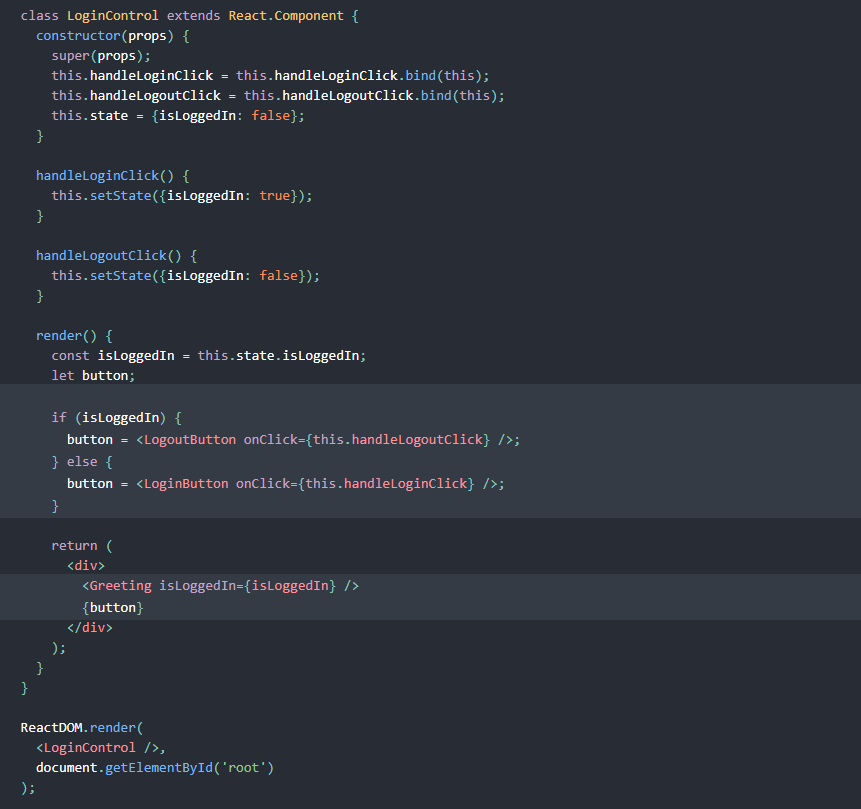 class LoginControl extends React.Component {
  constructor(props) {
    super(props);
    this.handleLoginClick = this.handleLoginClick.bind(this);
    this.handleLogoutClick = this.handleLogoutClick.bind(this);
    this.state = {isLoggedIn: false};
  }

  handleLoginClick() {
    this.setState({isLoggedIn: true});
  }

  handleLogoutClick() {
    this.setState({isLoggedIn: false});
  }

  render() {
    const isLoggedIn = this.state.isLoggedIn;
    let button;

    if (isLoggedIn) {
      button = <LogoutButton onClick={this.handleLogoutClick} />;
    } else {
      button = <LoginButton onClick={this.handleLoginClick} />;
    }

    return (
      <div>
        <Greeting isLoggedIn={isLoggedIn} />
        {button}
      </div>
    );
  }
}

ReactDOM.render(
  <LoginControl />,
  document.getElementById('root')
);